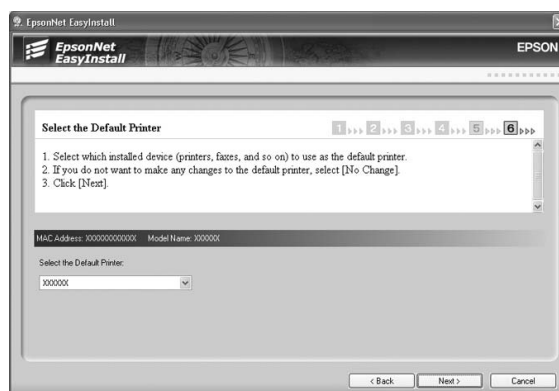 EpsonNet EasyInstall
EpsonNet
EasyInstall
EPSON
Select the Default Printer
1 2 3 4 5 6
1. Select which installed device (printers, faxes, and so on) to use as the default printer.
2. If you do not want to make any changes to the default printer, select [No Change].
3. Click [Next].
MAC Address: XXXXXXXXXXXX Model Name: XXXXXX
Select the Default Printer:
XXXXXX
< Back Next > Cancel